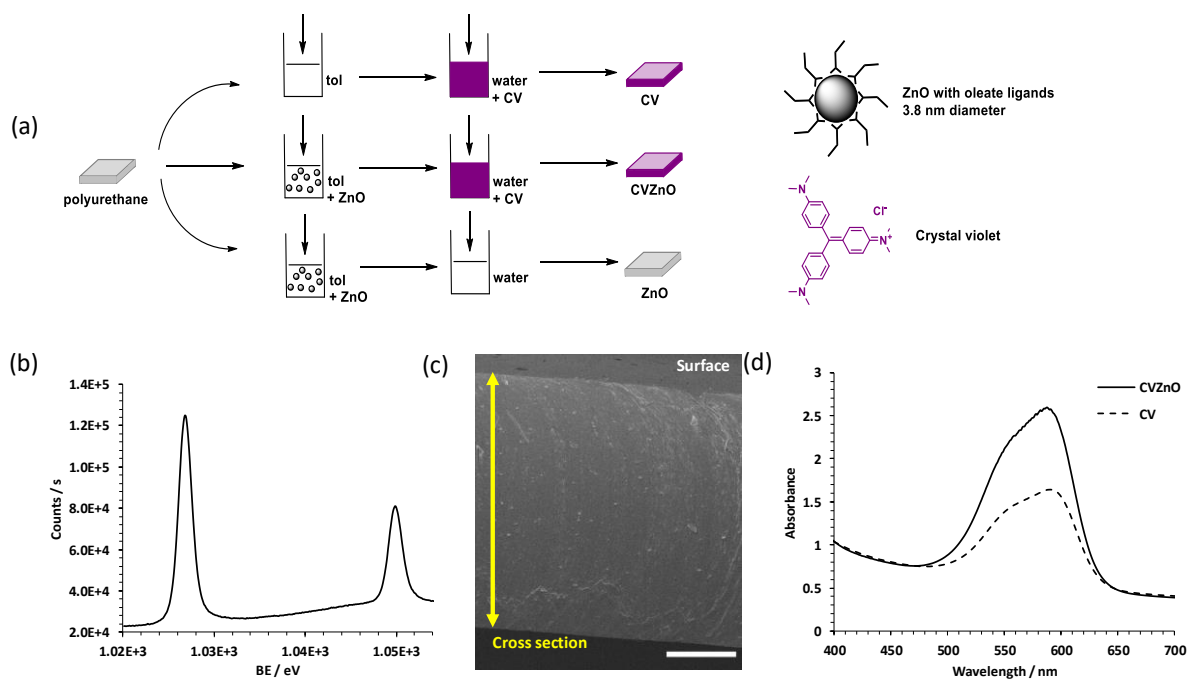 (a)
polyurethane
tol
water
+ CV
CV
tol
+ ZnO
water
+ CV
CVZnO
tol
+ ZnO
water
ZnO
ZnO with oleate ligands
3.8 nm diameter
N
Cl-
N+
N
Crystal violet
(b)
1.4E+5
1.2E+5
1.0E+5
8.0E+4
6.0E+4
4.0E+4
2.0E+4
Counts / s
1.02E+3
1.03E+3
1.04E+3
1.05E+3
BE / eV
(c)
Surface
Cross section
(d)
3
2.5
2
1.5
1
0.5
0
Absorbance
CVZnO
CV
400
500
600
700
Wavelength / nm